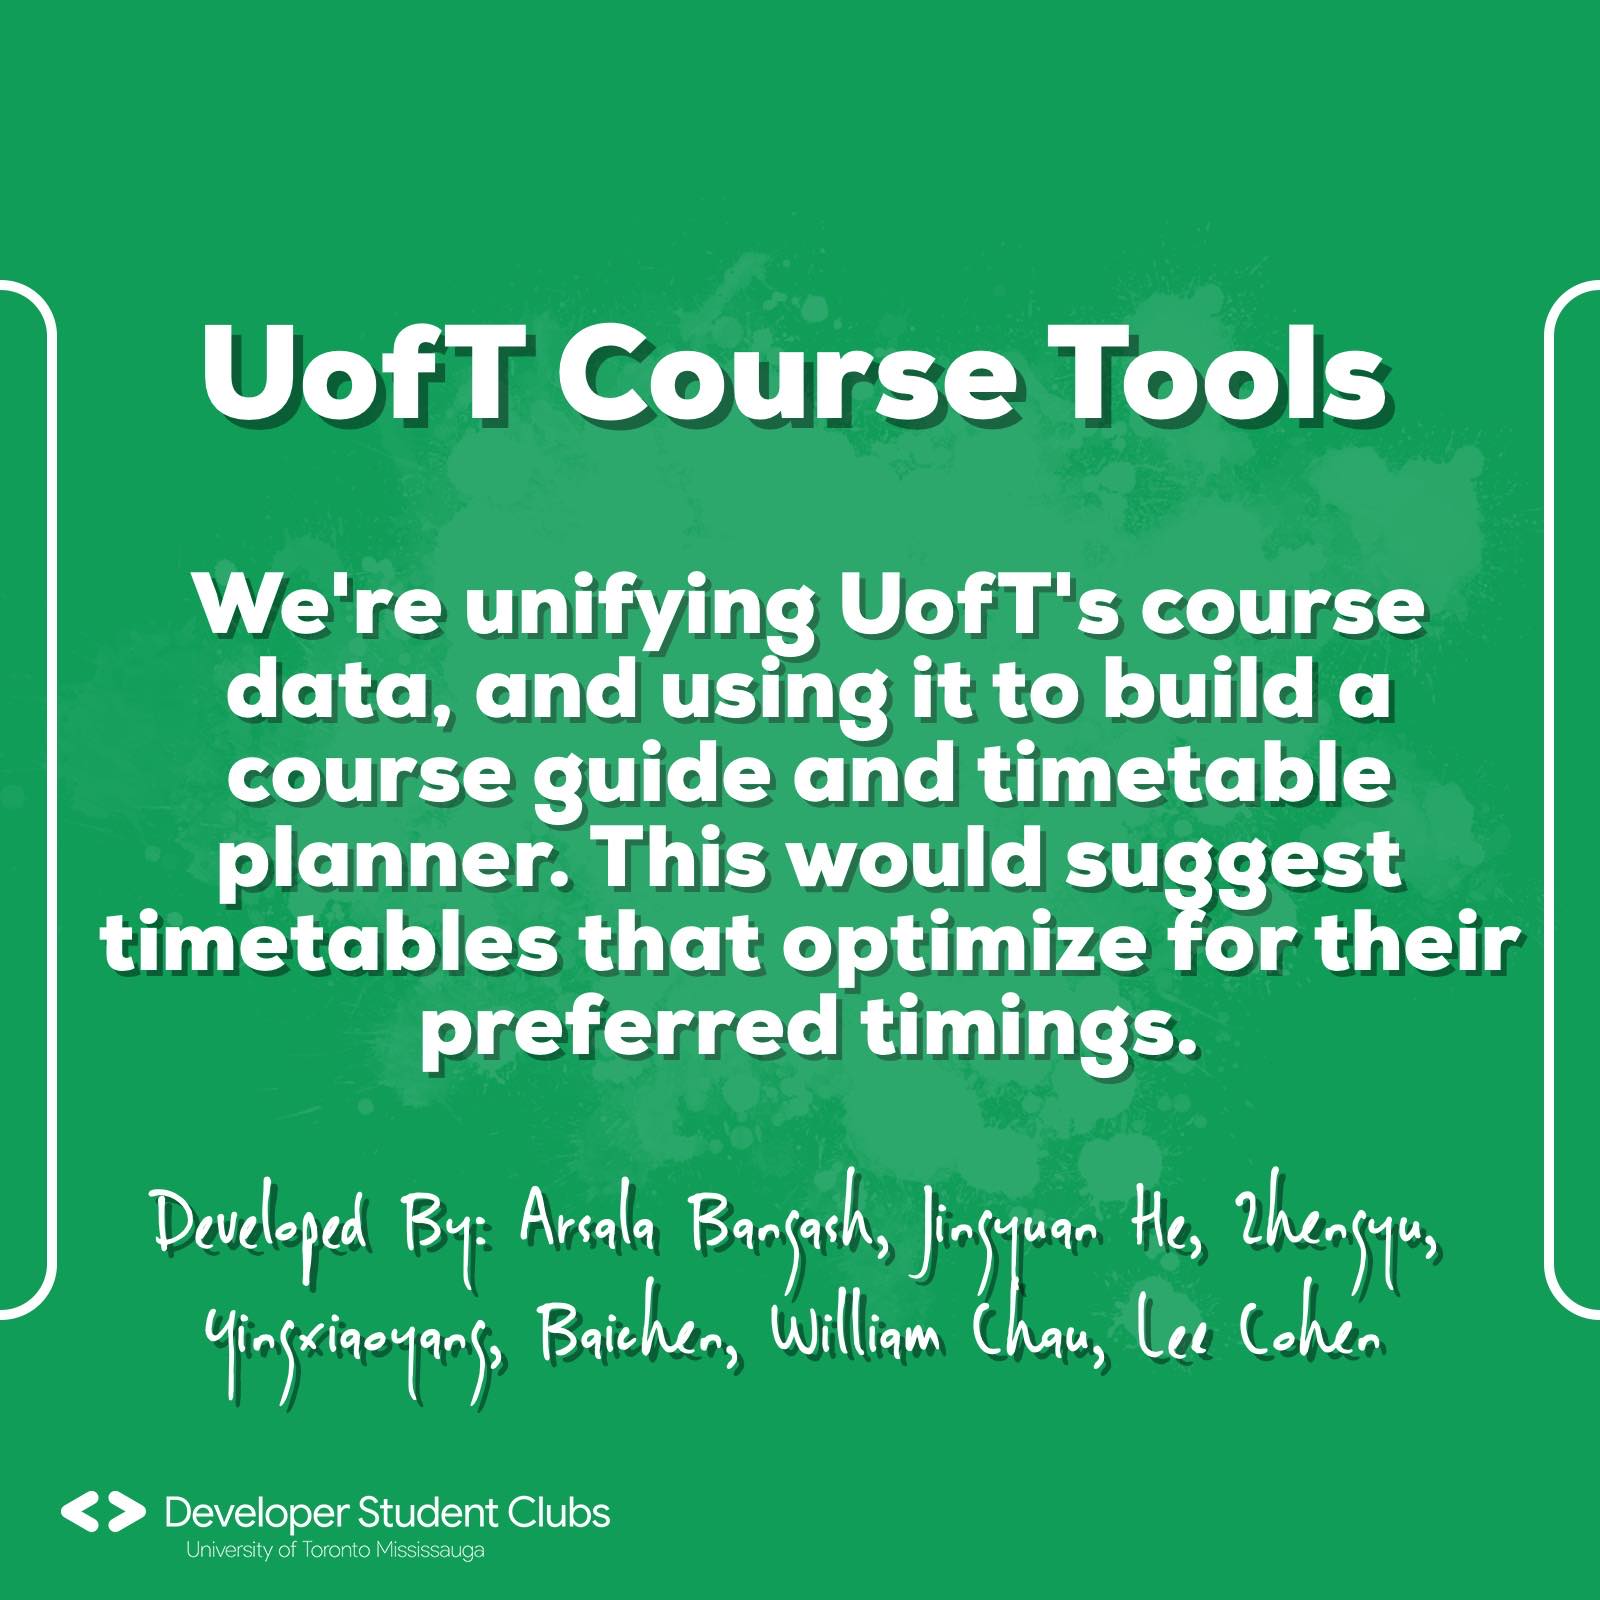 UofT Course Tools
We're unifying UofT's course
data, and using it to build a
course guide and timetable
planner. This would suggest
timetables that optimize for their
preferred timings.
Developed By: Arsala Bangash, Jingyuan He, Zhengyu,
Yingxiaoyang, Baichen, William Chau, Lee Cohen
Developer Student Clubs
University of Toronto Mississauga